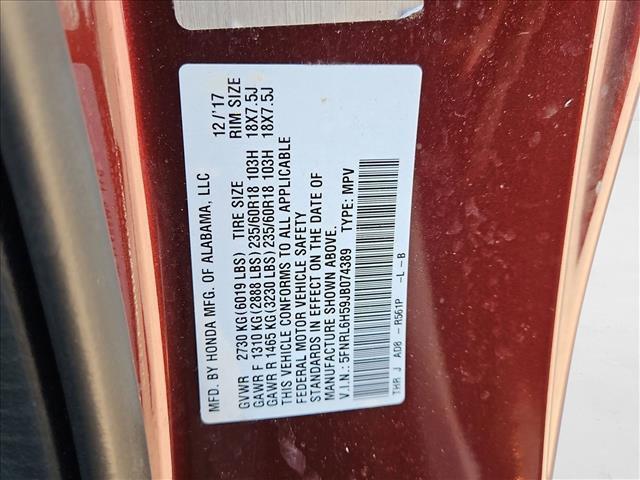 MFD. BY HONDA MFG. OF ALABAMA, LLC 12/'17
GVWR 2730 KG(6019 LBS) TIRE SIZE RIM SIZE
GAWR F 1310 KG(2888 LBS)235/60R18 103H 18X7.5J
GAWR R 1465 KG(3230 LBS)235/60R18 103H 18X7.5J
THIS VEHICLE CONFORMS TO ALL APPLICABLE
FEDERAL MOTOR VEHICLE SAFETY
STANDARDS IN EFFECT ON THE DATE OF
MANUFACTURE SHOWN ABOVE.
V.I.N.: 5FNRL6H59JB074389 TYPE: MPV
THR J AD8 - R561P -L -B